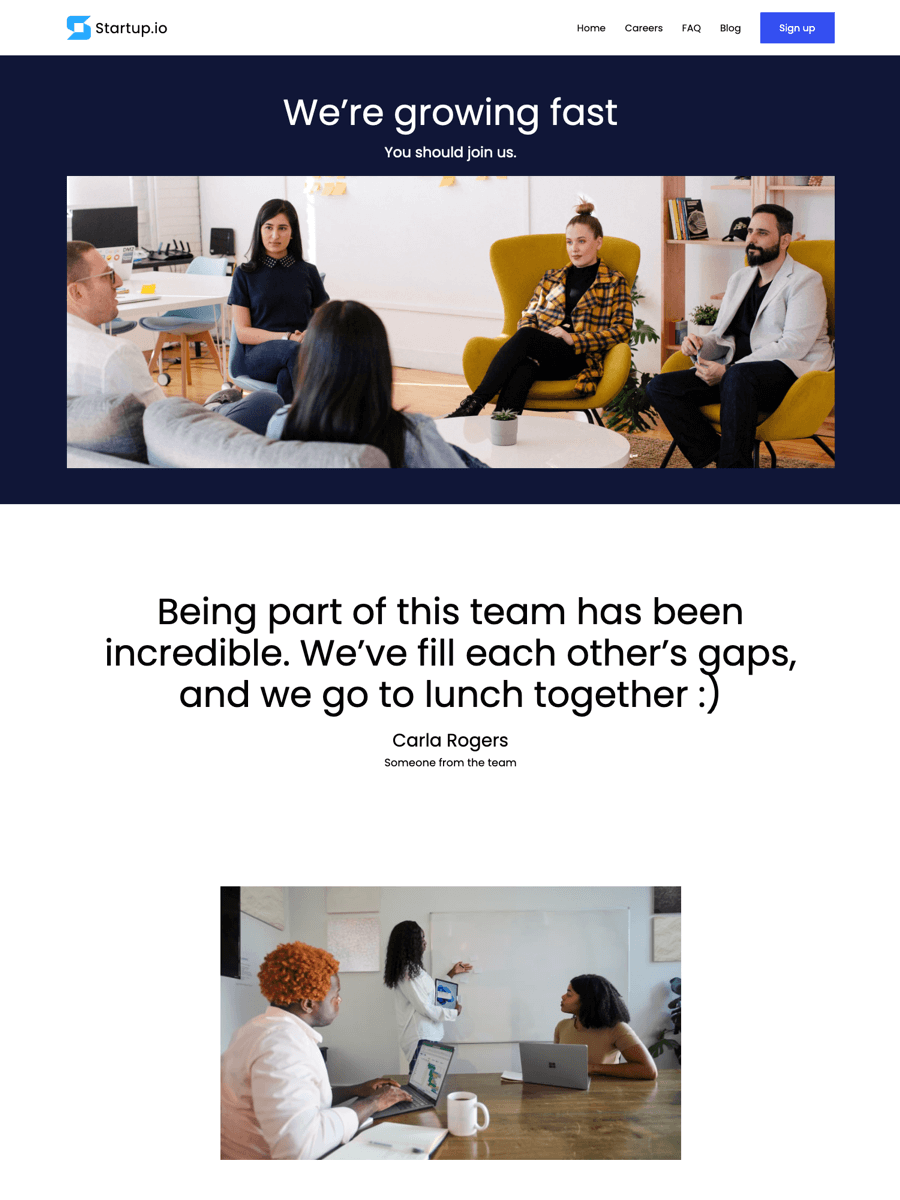 Startup.io
Home Careers FAQ Blog Sign up
We’re growing fast
You should join us.
Being part of this team has been
incredible. We’ve fill each other’s gaps,
and we go to lunch together :)
Carla Rogers
Someone from the team